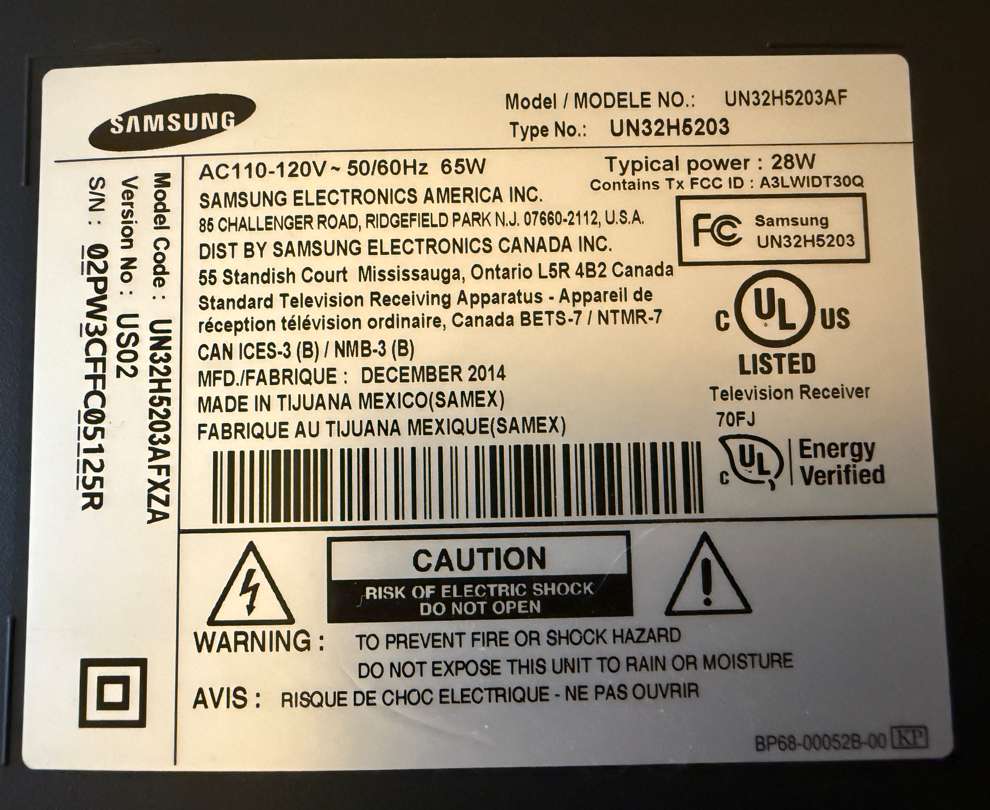 SAMSUNG
Model / MODELE NO.: UN32H5203AF
Type No.: UN32H5203
AC110-120V ~ 50/60Hz 65W
Typical power : 28W
Contains Tx FCC ID : A3LWIDT30Q
SAMSUNG ELECTRONICS AMERICA INC.
86 CHALLENGER ROAD, RIDGEFIELD PARK N.J. 07660-2112, U.S.A.
DIST BY SAMSUNG ELECTRONICS CANADA INC.
55 Standish Court Mississauga, Ontario L5R 4B2 Canada
Standard Television Receiving Apparatus - Appareil de
réception télévision ordinaire, Canada BETS-7 / NTMR-7
CAN ICES-3 (B) / NMB-3 (B)
MFD./FABRIQUE : DECEMBER 2014
MADE IN TIJUANA MEXICO(SAMEX)
FABRIQUE AU TIJUANA MEXIQUE(SAMEX)
FC Samsung
UN32H5203
C UL US
LISTED
Television Receiver
70FJ
C UL Energy
Verified
Model Code : UN32H5203AFXZA
Version No : US02
S/N : 02PW3CFFC05125R
CAUTION
RISK OF ELECTRIC SHOCK
DO NOT OPEN
WARNING : TO PREVENT FIRE OR SHOCK HAZARD
DO NOT EXPOSE THIS UNIT TO RAIN OR MOISTURE
AVIS : RISQUE DE CHOC ELECTRIQUE - NE PAS OUVRIR
BP68-00052B-00 KP